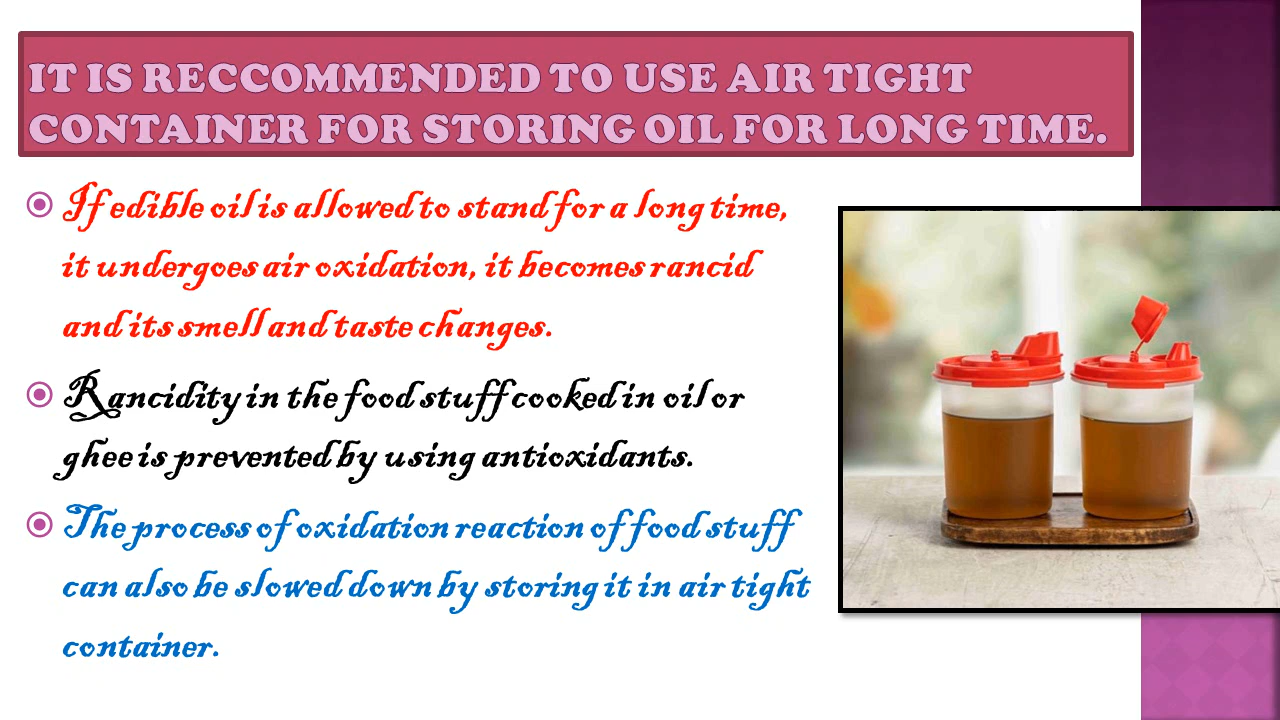 IT IS RECCOMMENDED TO USE AIR TIGHT
CONTAINER FOR STORING OIL FOR LONG TIME.
If edible oil is allowed to stand for a long time,
it undergoes air oxidation, it becomes rancid
and its smell and taste changes.
Rancidity in the food stuff cooked in oil or
ghee is prevented by using antioxidants.
The process of oxidation reaction of food stuff
can also be slowed down by storing it in air tight
container.